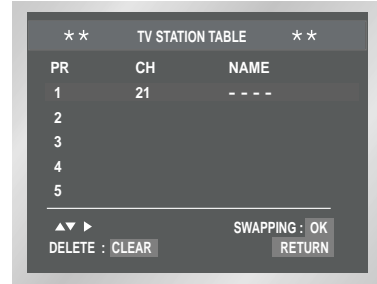 ** TV STATION TABLE **
PR CH NAME
1 21 - - - -
2
3
4
5
▲▼ ▶ SWAPPING : OK
DELETE : CLEAR RETURN